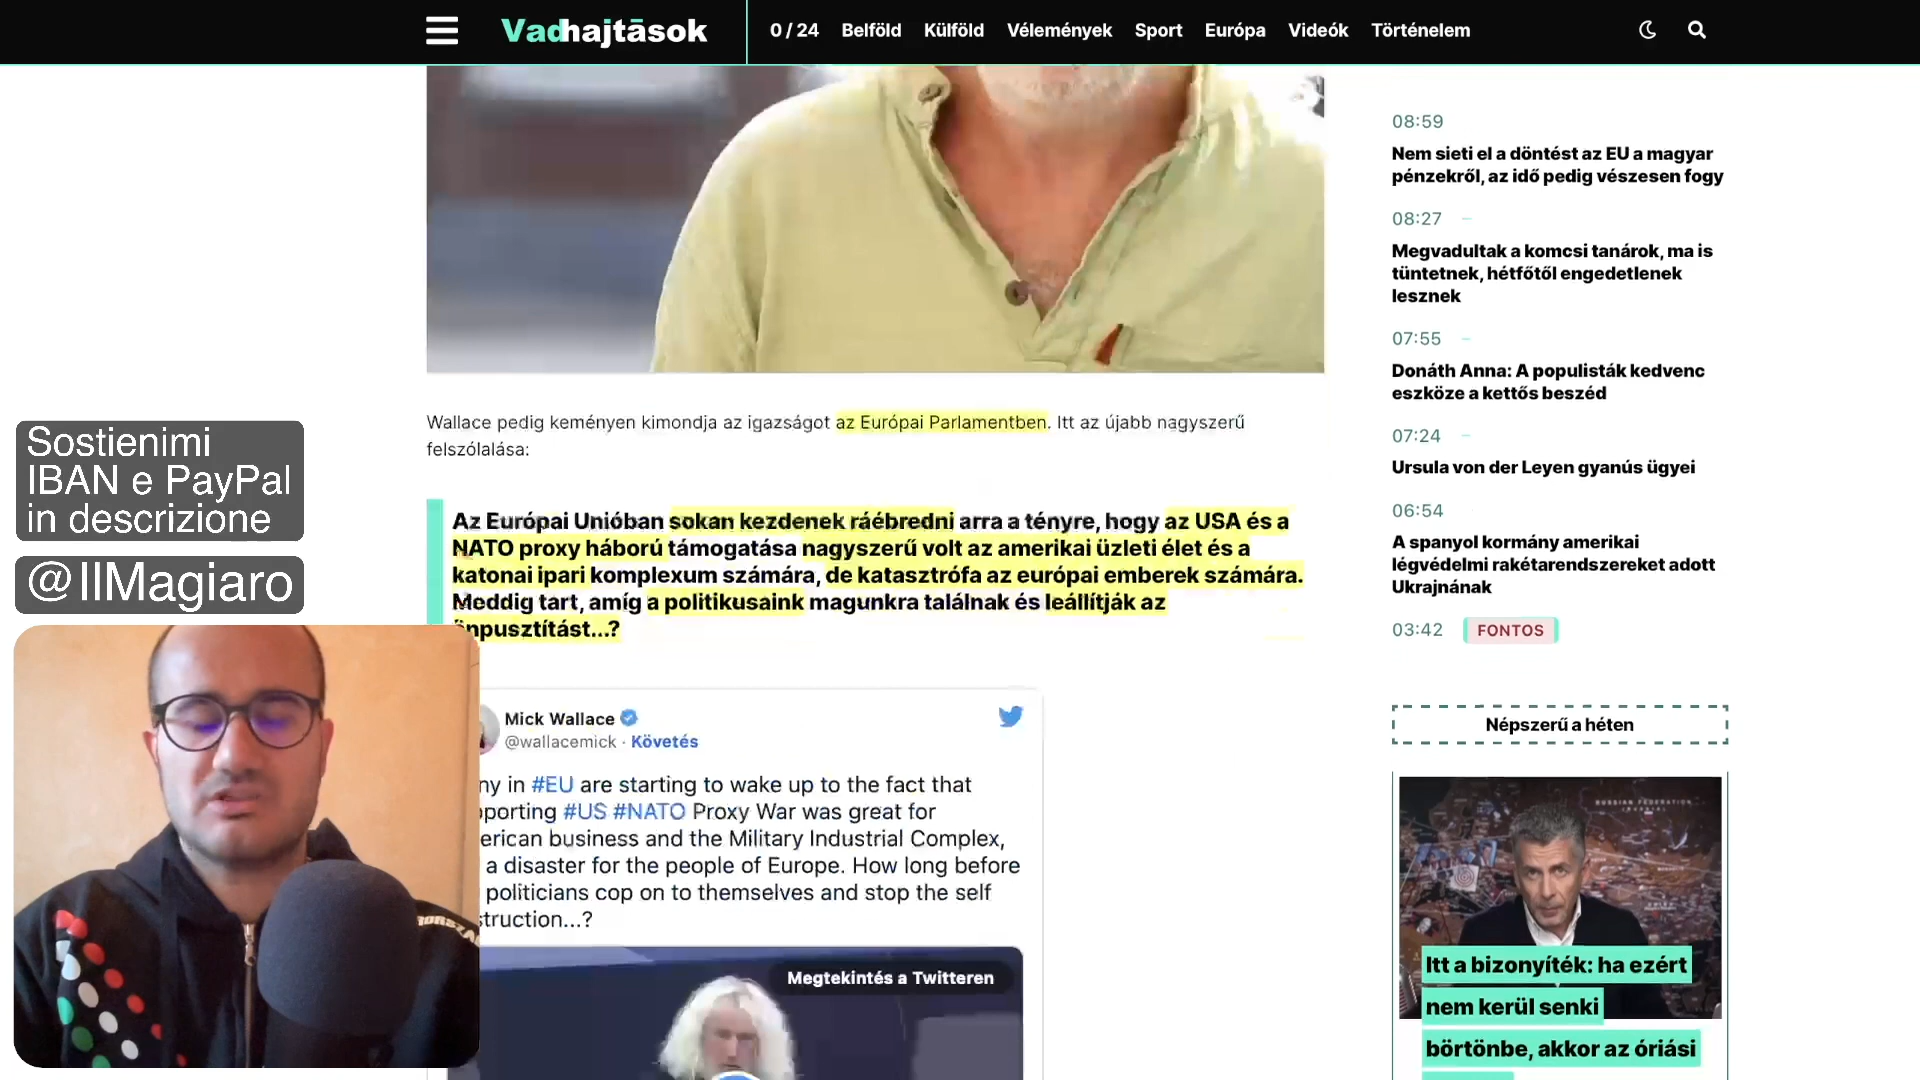 Vadhajtások
0 / 24 Belföld Külföld Vélemények Sport Európa Videók Történelem
Wallace pedig keményen kimondja az igazságot az Európai Parlamentben. Itt az újabb nagyszerű
felszólalása:
Az Európai Unióban sokan kezdenek ráébredni arra a tényre, hogy az USA és a
NATO proxy háború támogatása nagyszerű volt az amerikai üzleti élet és a
katonai ipari komplexum számára, de katasztrófa az európai emberek számára.
Meddig tart, amíg a politikusaink magunkra találnak és leállítják az
önpusztítást...?
Mick Wallace
@wallacemick · Követés
ny in #EU are starting to wake up to the fact that
pporting #US #NATO Proxy War was great for
erican business and the Military Industrial Complex,
a disaster for the people of Europe. How long before
politicians cop on to themselves and stop the self
struction...?
Megtekintés a Twitteren
08:59
Nem sieti el a döntést az EU a magyar
pénzekről, az idő pedig vészesen fogy
08:27
Megvadultak a komcsi tanárok, ma is
tüntetnek, hétfőtől engedetlenek
lesznek
07:55
Donáth Anna: A populisták kedvenc
eszköze a kettős beszéd
07:24
Ursula von der Leyen gyanús ügyei
06:54
A spanyol kormány amerikai
légvédelmi rakétarendszereket adott
Ukrajnának
03:42 FONTOS
Népszerű a héten
RUSSIAN FEDERATION
Itt a bizonyíték: ha ezért
nem kerül senki
börtönbe, akkor az óriási
Sostienimi
IBAN e PayPal
in descrizione
@IlMagiaro